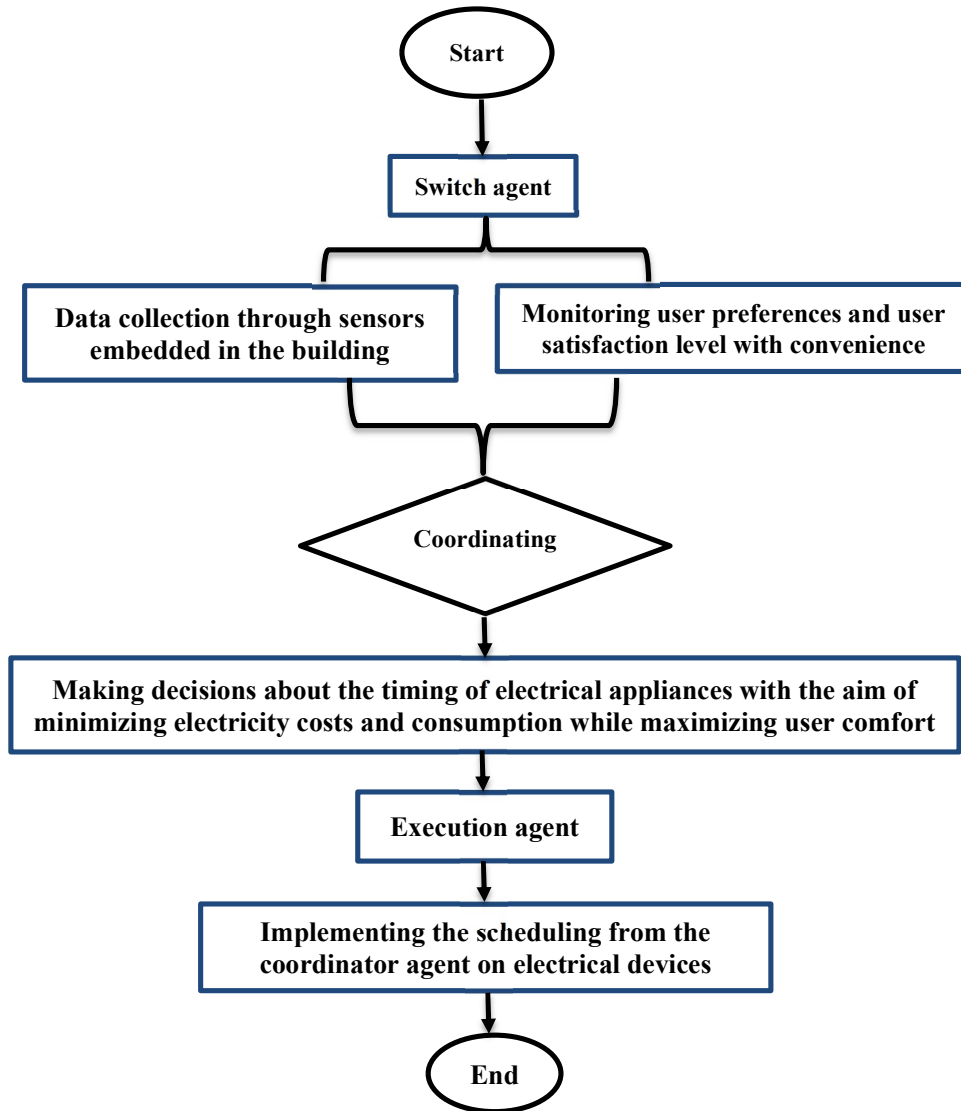 Start
Switch agent
Data collection through sensors
embedded in the building
Monitoring user preferences and user
satisfaction level with convenience
Coordinating
Making decisions about the timing of electrical appliances with the aim of
minimizing electricity costs and consumption while maximizing user comfort
Execution agent
Implementing the scheduling from the
coordinator agent on electrical devices
End